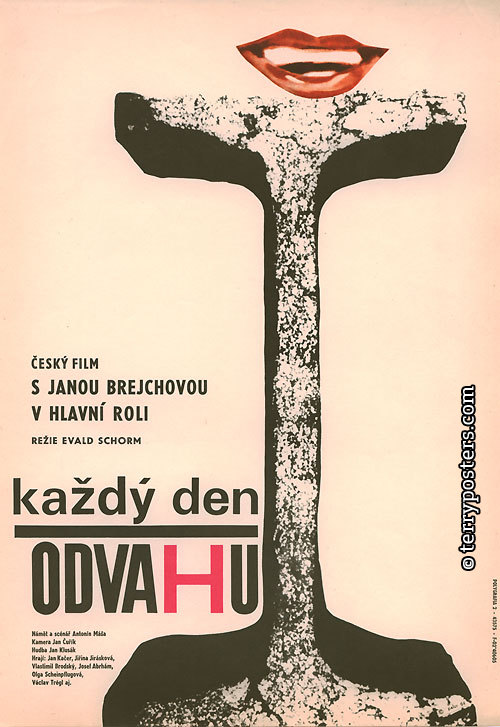 ČESKÝ FILM
S JANOU BREJCHOVOU
V HLAVNÍ ROLI
REŽIE EVALD SCHORM
každý den
ODVAHU
Námět a scénář Antonín Máša
Kamera Jan Čuřík
Hudba Jan Klusák
Hrají: Jan Kačer, Jiřina Jirásková,
Vlastimil Brodský, Josef Abrhám,
Olga Scheinpflugová,
Václav Trégl aj.
© terryposters.com
POLYGRAFIA 2